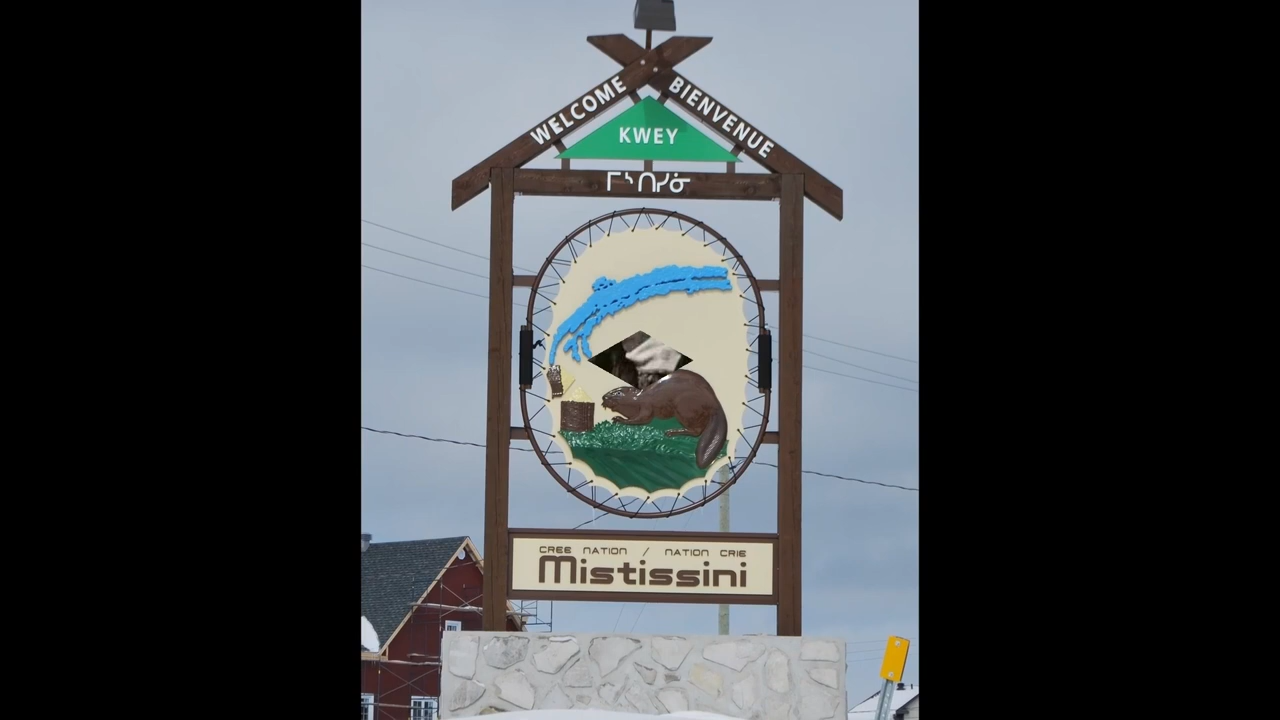 WELCOME
BIENVENUE
KWEY
ᒥᔅᑎᓯᓃ
CREE NATION / NATION CRIE
Mistissini